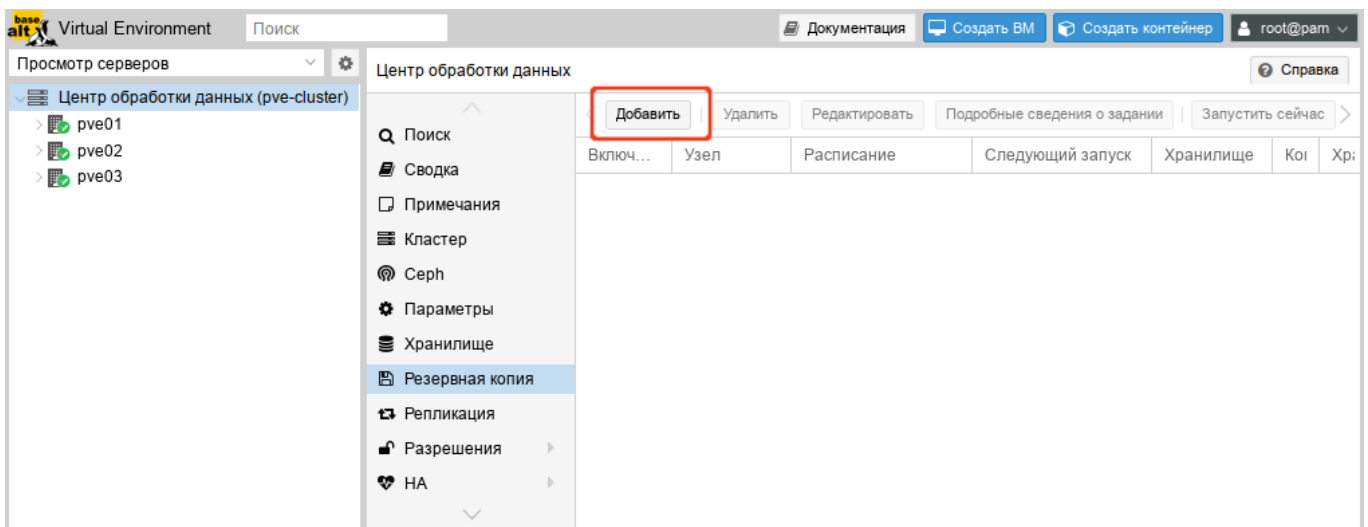 base
alt Virtual Environment Поиск Документация Создать ВМ Создать контейнер root@pam
Просмотр серверов
Центр обработки данных (pve-cluster)
pve01
pve02
pve03
Центр обработки данных Справка
Поиск
Сводка
Примечания
Кластер
Ceph
Параметры
Хранилище
Резервная копия
Репликация
Разрешения
HA
Добавить Удалить Редактировать Подробные сведения о задании Запустить сейчас
Включ... Узел Расписание Следующий запуск Хранилище